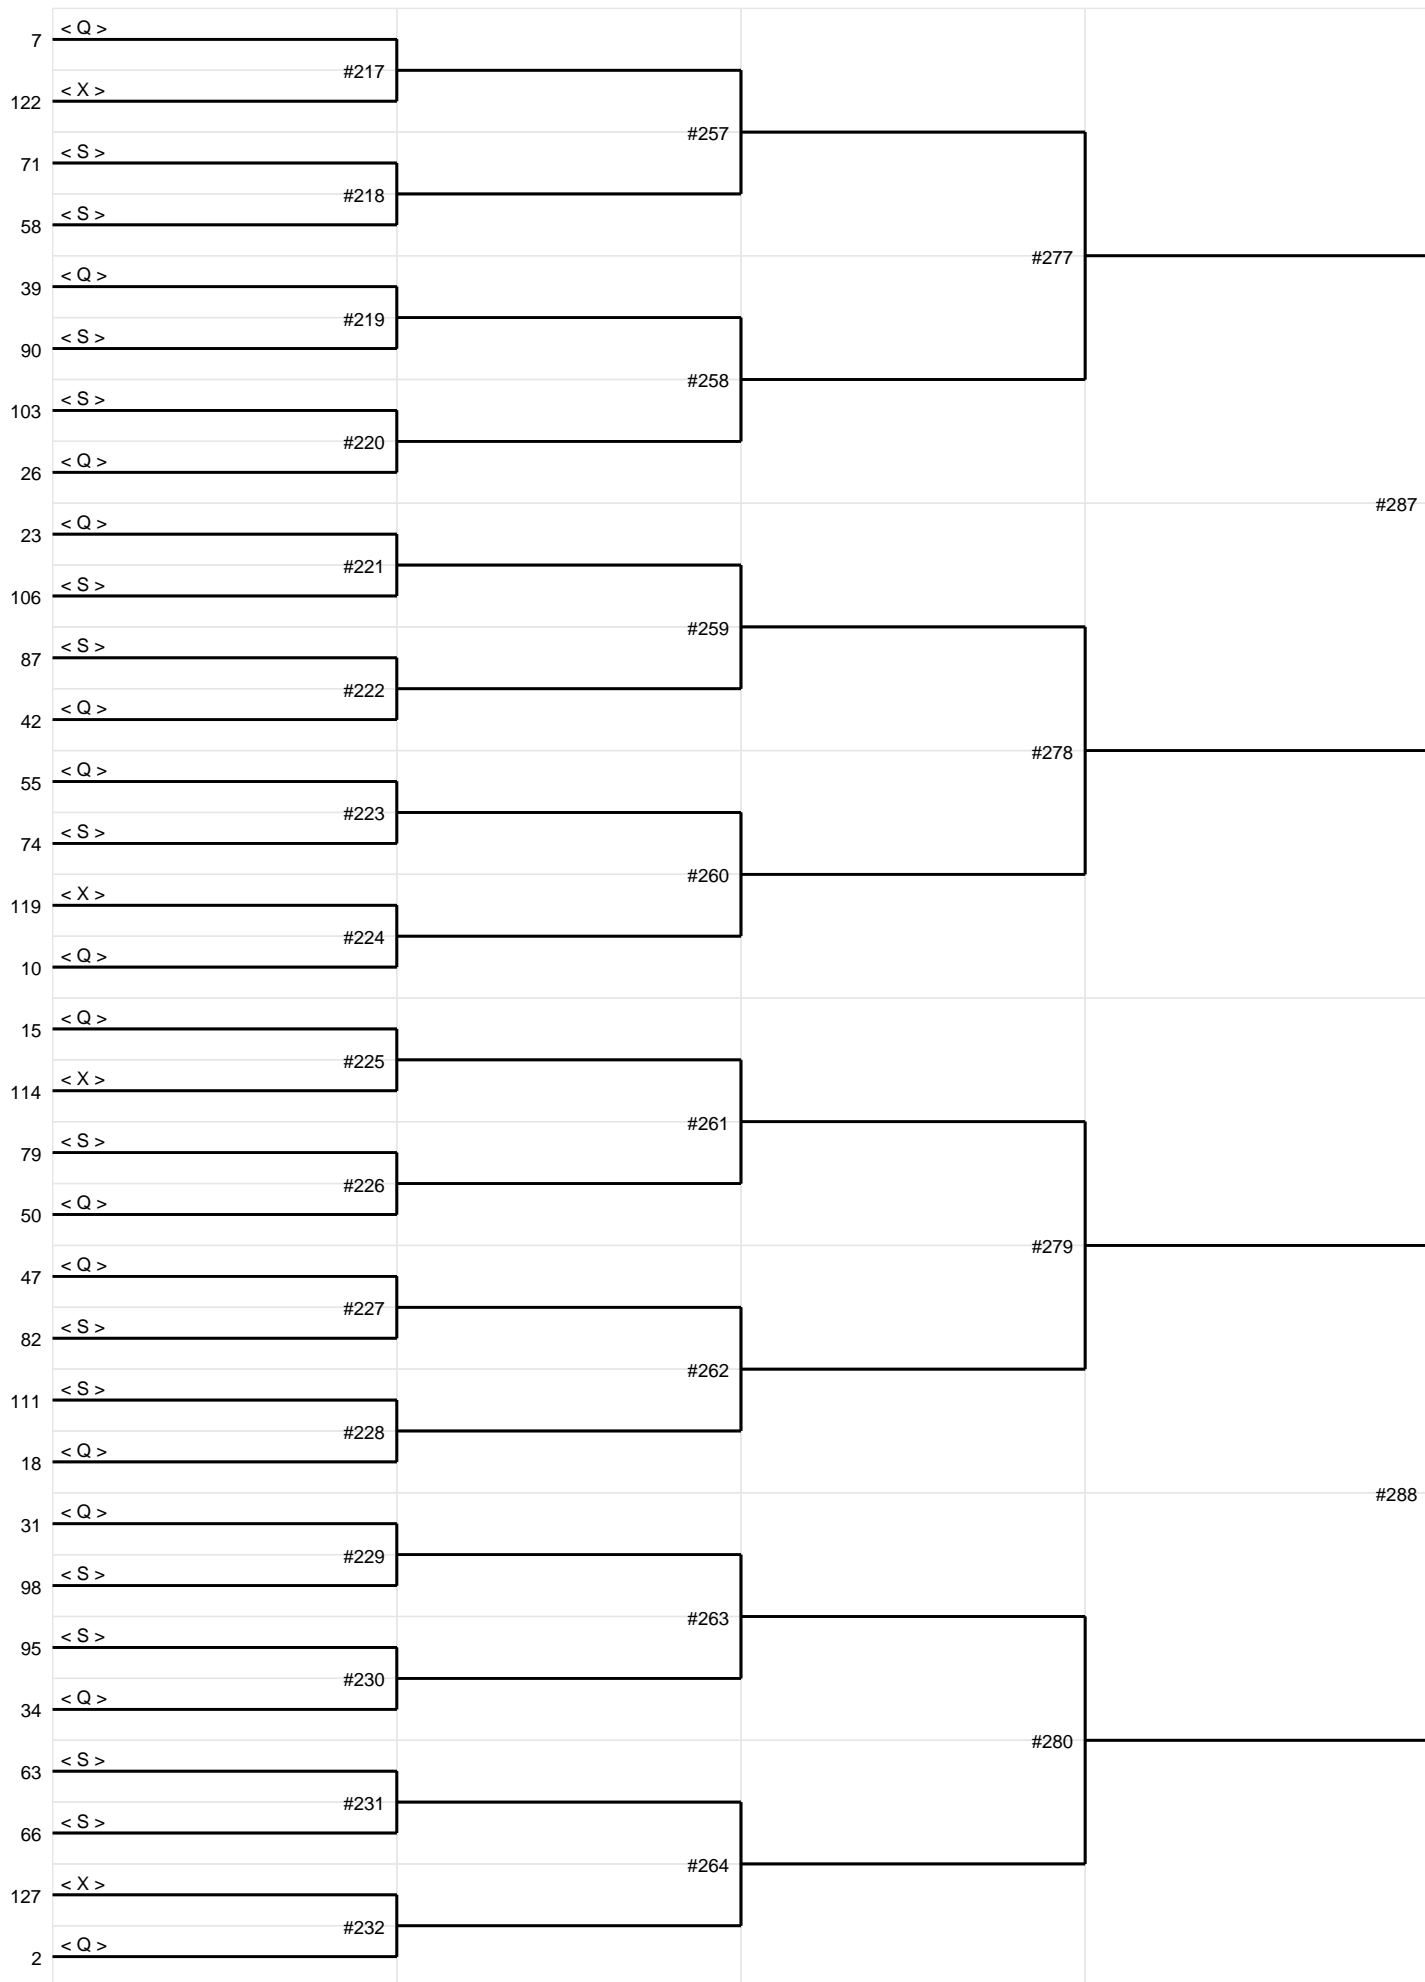 < Q >
7
#217
< X >
122
#257
< S >
71
#218
< S >
58
#277
< Q >
39
#219
< S >
90
#258
< S >
103
#220
< Q >
26
#287
< Q >
23
#221
< S >
106
#259
< S >
87
#222
< Q >
42
#278
< Q >
55
#223
< S >
74
#260
< X >
119
#224
< Q >
10
< Q >
15
#225
< X >
114
#261
< S >
79
#226
< Q >
50
#279
< Q >
47
#227
< S >
82
#262
< S >
111
#228
< Q >
18
#288
< Q >
31
#229
< S >
98
#263
< S >
95
#230
< Q >
34
#280
< S >
63
#231
< S >
66
#264
< X >
127
#232
< Q >
2